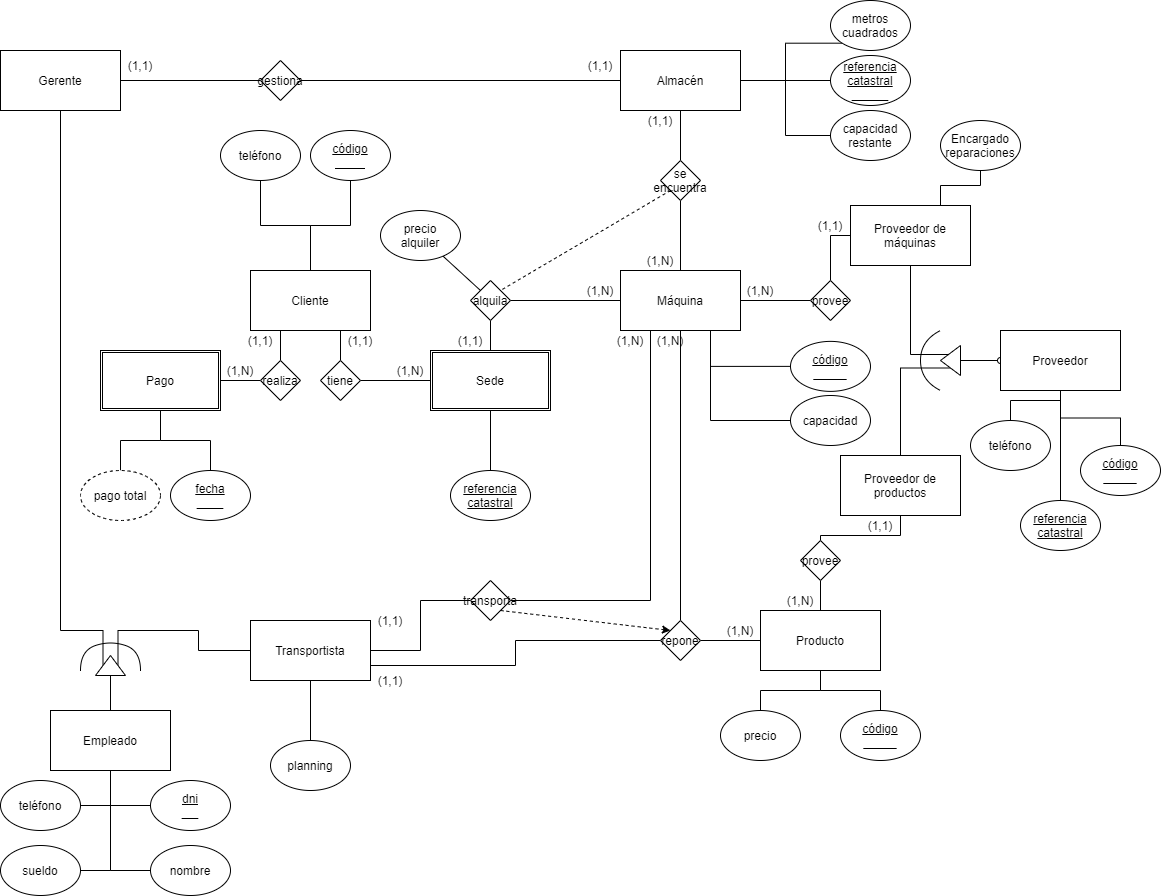 metros
cuadrados
(1,1)
(1,1)
Gerente
gestiona
Almacén
referencia
catastral
(1,1)
capacidad
restante
Encargado
reparaciones
teléfono
código
se
encuentra
precio
alquiler
(1,1)
Proveedor de
máquinas
(1,N)
Cliente
alquila
(1,N)
Máquina
(1,N)
provee
(1,1)
(1,1)
(1,1)
(1,N)
(1,N)
Pago
(1,N)
realiza
tiene
(1,N)
Sede
código
Proveedor
capacidad
teléfono
código
pago total
fecha
referencia
catastral
Proveedor de
productos
referencia
catastral
(1,1)
provee
transporta
(1,N)
(1,1)
Transportista
repone
(1,N)
Producto
(1,1)
Empleado
precio
código
planning
teléfono
dni
sueldo
nombre